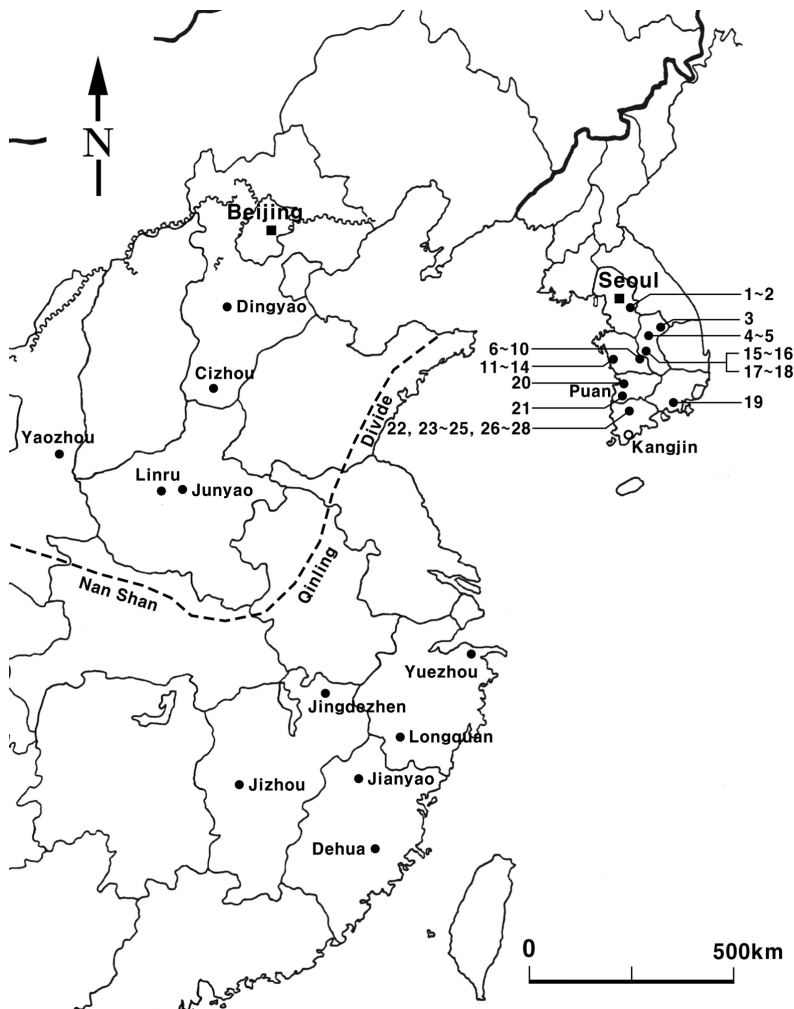 N
Beijing
Seoul
1~2
Dingyao
3
4~5
6~10
15~16
11~14
17~18
Cizhou
20
Puan
19
21
Divide
22, 23~25, 26~28
Yaozhou
Kangjin
Linru
Junyao
Qinling
Nan Shan
Yuezhou
Jingdezhen
Longquan
Jianyao
Jizhou
Dehua
0
500km